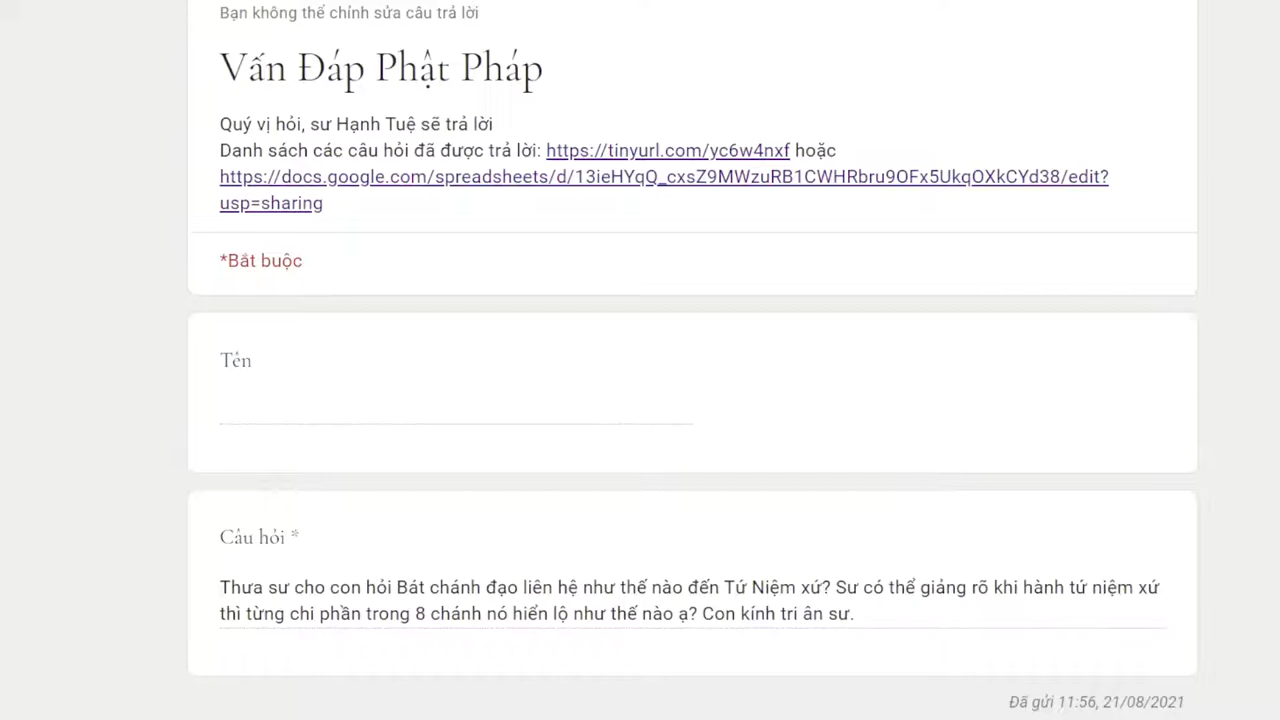 Bạn không thể chỉnh sửa câu trả lời
Vấn Đáp Phật Pháp
Quý vị hỏi, sư Hạnh Tuệ sẽ trả lời
Danh sách các câu hỏi đã được trả lời: https://tinyurl.com/yc6w4nxf hoặc
https://docs.google.com/spreadsheets/d/13ieHYqQ_cxsZ9MWzuRB1CWHRbru9OFx5UkqOXkCYd38/edit?
usp=sharing
*Bắt buộc
Tên
Câu hỏi *
Thưa sư cho con hỏi Bát chánh đạo liên hệ như thế nào đến Tứ Niệm xứ? Sư có thể giảng rõ khi hành tứ niệm xứ
thì từng chi phần trong 8 chánh nó hiển lộ như thế nào ạ? Con kính tri ân sư.
Đã gửi 11:56, 21/08/2021